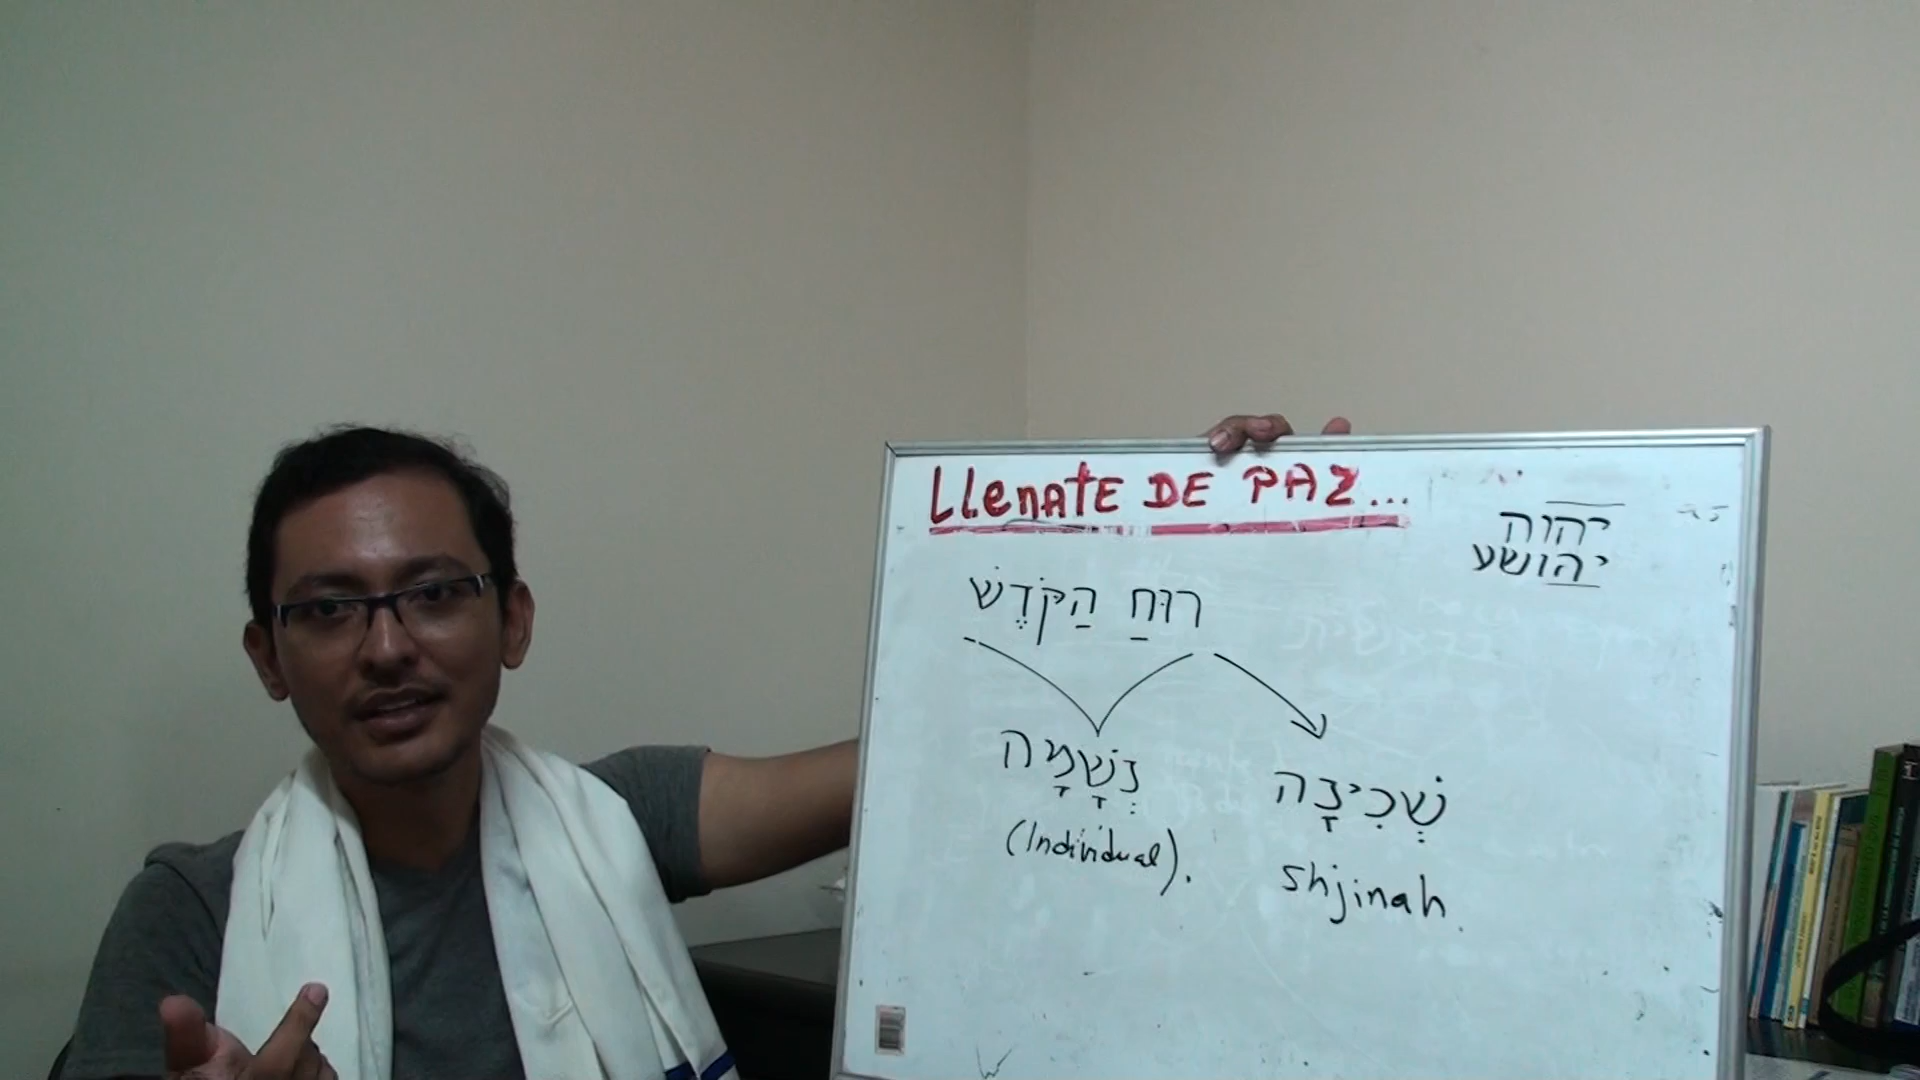 LLenATE DE PAZ...
יהוה
יהושע
רוּחַ הַקֹּדֶשׁ
נְשָׁמָה
(Individual).
שְׁכִינָה
Shjinah.